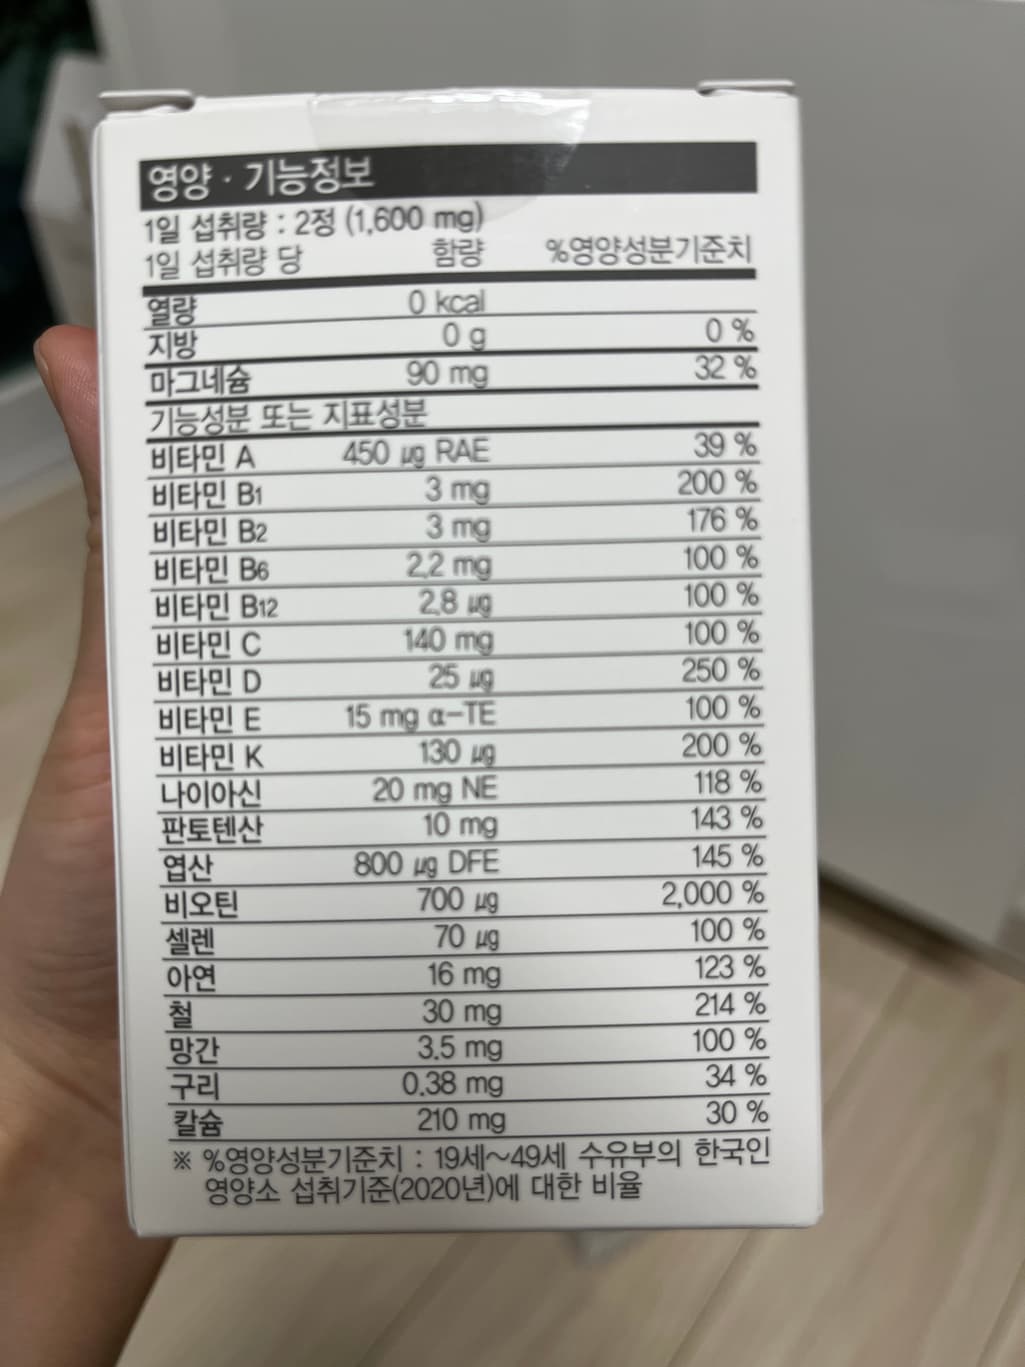 영양 · 기능정보
1일 섭취량 : 2정 (1,600 mg)
1일 섭취량 당 함량 %영양성분기준치
열량 0 kcal
지방 0 g 0 %
마그네슘 90 mg 32 %
기능성분 또는 지표성분
비타민 A 450 μg RAE 39 %
비타민 B1 3 mg 200 %
비타민 B2 3 mg 176 %
비타민 B6 2.2 mg 100 %
비타민 B12 2.8 μg 100 %
비타민 C 140 mg 100 %
비타민 D 25 μg 250 %
비타민 E 15 mg α-TE 100 %
비타민 K 130 μg 200 %
나이아신 20 mg NE 118 %
판토텐산 10 mg 143 %
엽산 800 μg DFE 145 %
비오틴 700 μg 2,000 %
셀렌 70 μg 100 %
아연 16 mg 123 %
철 30 mg 214 %
망간 3.5 mg 100 %
구리 0.38 mg 34 %
칼슘 210 mg 30 %
※ %영양성분기준치 : 19세~49세 수유부의 한국인
영양소 섭취기준(2020년)에 대한 비율